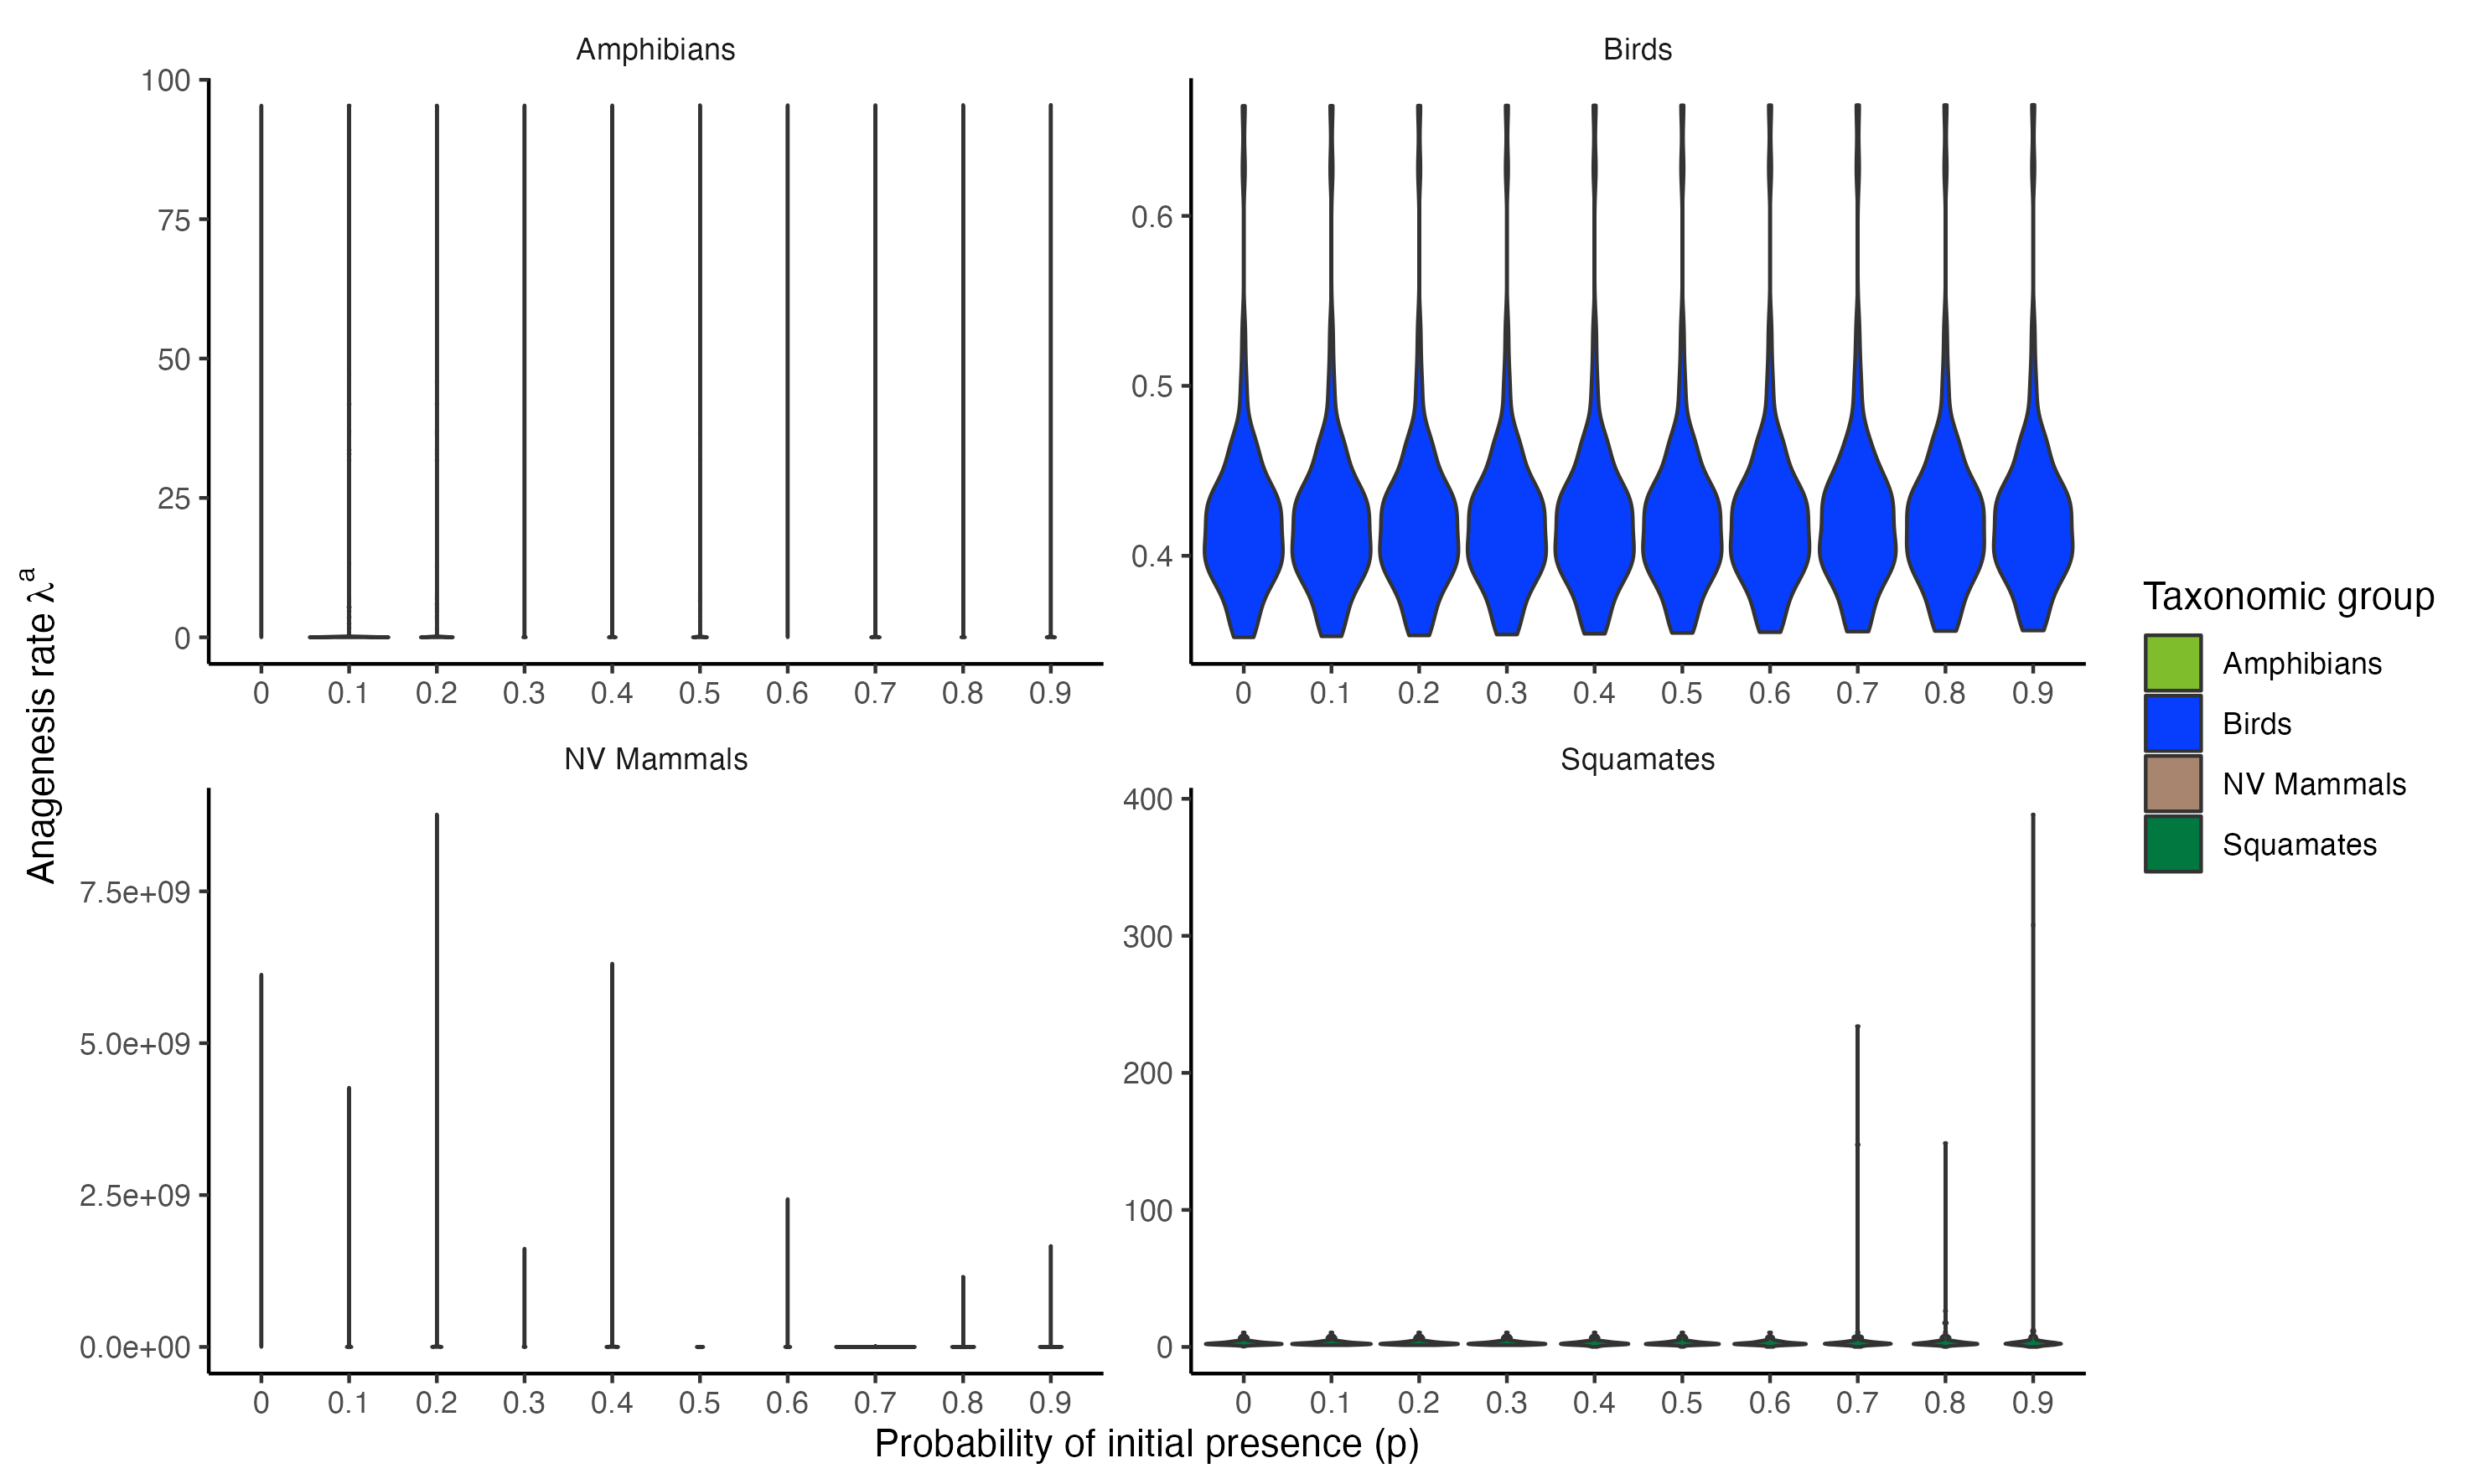 Amphibians
Birds
100
75
50
25
0
0.6
0.5
0.4
0 0.1 0.2 0.3 0.4 0.5 0.6 0.7 0.8 0.9
0 0.1 0.2 0.3 0.4 0.5 0.6 0.7 0.8 0.9
Anagenesis rate λᵃ
NV Mammals
Squamates
7.5e+09
5.0e+09
2.5e+09
0.0e+00
400
300
200
100
0
0 0.1 0.2 0.3 0.4 0.5 0.6 0.7 0.8 0.9
0 0.1 0.2 0.3 0.4 0.5 0.6 0.7 0.8 0.9
Probability of initial presence (p)
Taxonomic group
Amphibians
Birds
NV Mammals
Squamates